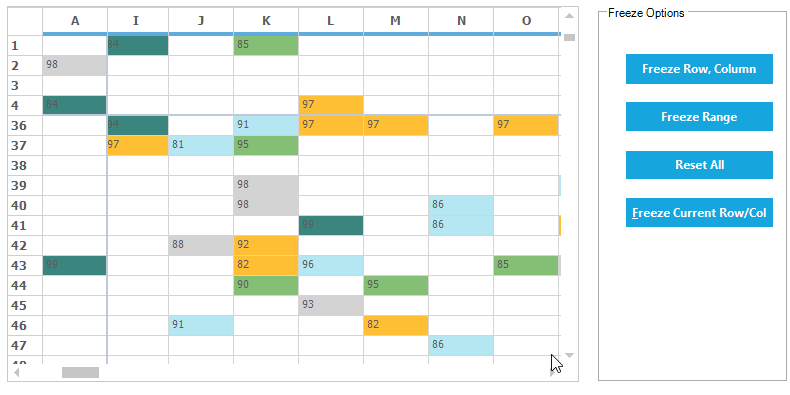 A I J K L M N O
1 84 85
2 98
3
4 84 97
36 84 91 97 97 97
37 97 81 95
38
39 98
40 98 86
41 99 86
42 88 92
43 99 82 96 85
44 90 95
45 93
46 91 82
47 86
Freeze Options
Freeze Row, Column
Freeze Range
Reset All
Freeze Current Row/Col